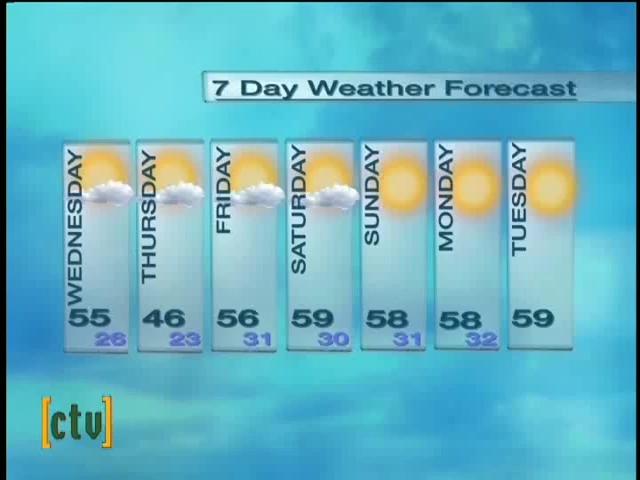 7 Day Weather Forecast
WEDNESDAY
55
26
THURSDAY
46
23
FRIDAY
56
31
SATURDAY
59
30
SUNDAY
58
31
MONDAY
58
32
TUESDAY
59
[ctv]